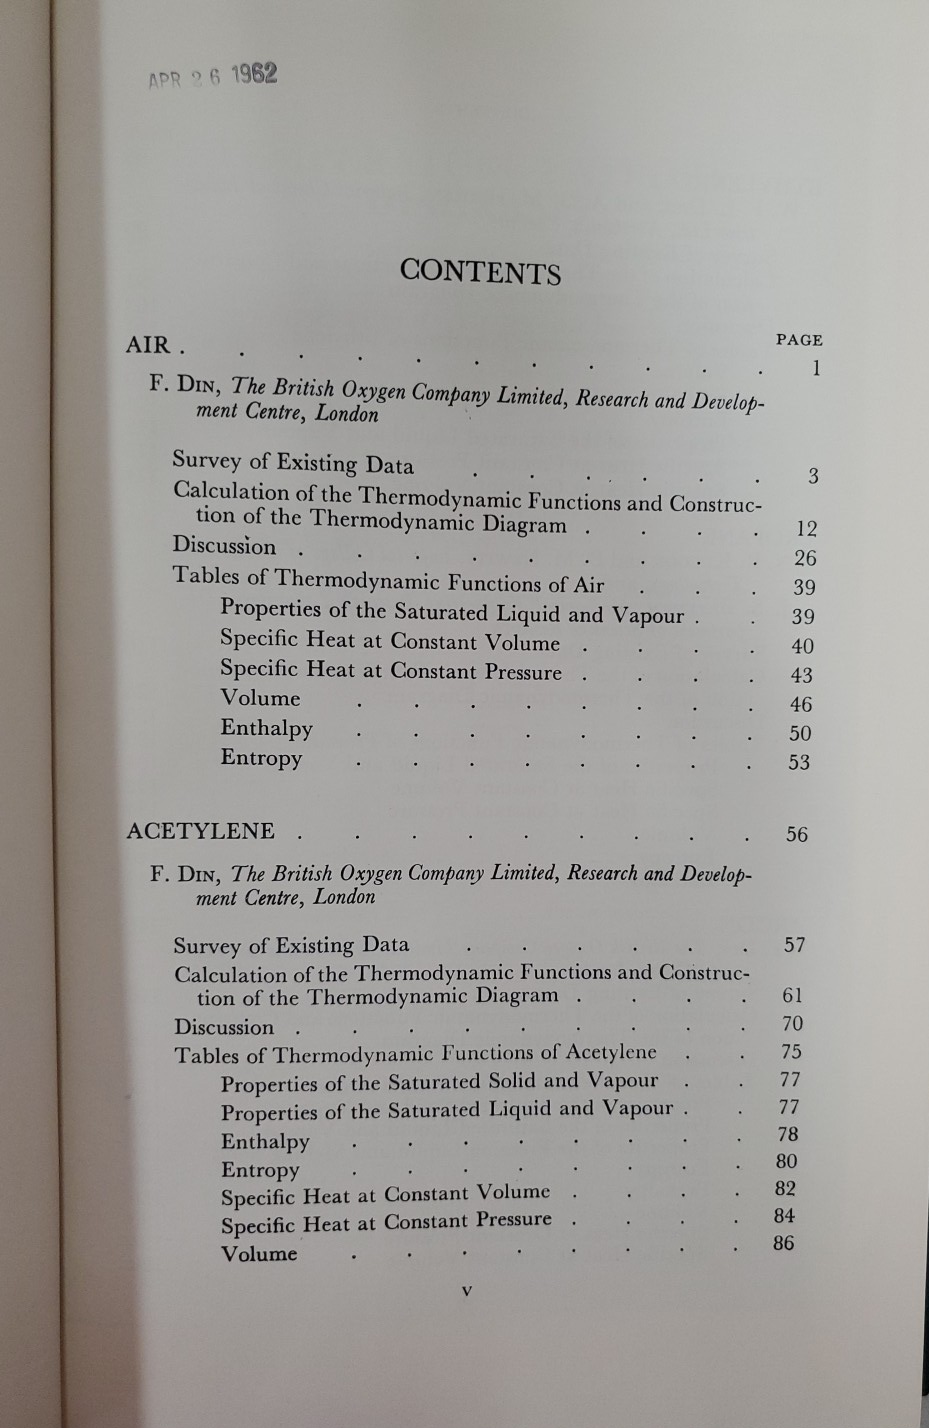 APR 26 1962
CONTENTS
PAGE
AIR . . . . . . . . . . . 1
F. DIN, The British Oxygen Company Limited, Research and Develop-
ment Centre, London
Survey of Existing Data . . . . . . 3
Calculation of the Thermodynamic Functions and Construc-
tion of the Thermodynamic Diagram . . . . 12
Discussion . . . . . . . . . 26
Tables of Thermodynamic Functions of Air . . . 39
Properties of the Saturated Liquid and Vapour . . 39
Specific Heat at Constant Volume . . . . 40
Specific Heat at Constant Pressure . . . . 43
Volume . . . . . . . . 46
Enthalpy . . . . . . . . 50
Entropy . . . . . . . . 53
ACETYLENE . . . . . . . . . 56
F. DIN, The British Oxygen Company Limited, Research and Develop-
ment Centre, London
Survey of Existing Data . . . . . . 57
Calculation of the Thermodynamic Functions and Construc-
tion of the Thermodynamic Diagram . . . . 61
Discussion . . . . . . . . . 70
Tables of Thermodynamic Functions of Acetylene . . 75
Properties of the Saturated Solid and Vapour . . 77
Properties of the Saturated Liquid and Vapour . . 77
Enthalpy . . . . . . . . 78
Entropy . . . . . . . . 80
Specific Heat at Constant Volume . . . . 82
Specific Heat at Constant Pressure . . . . 84
Volume . . . . . . . . 86
v